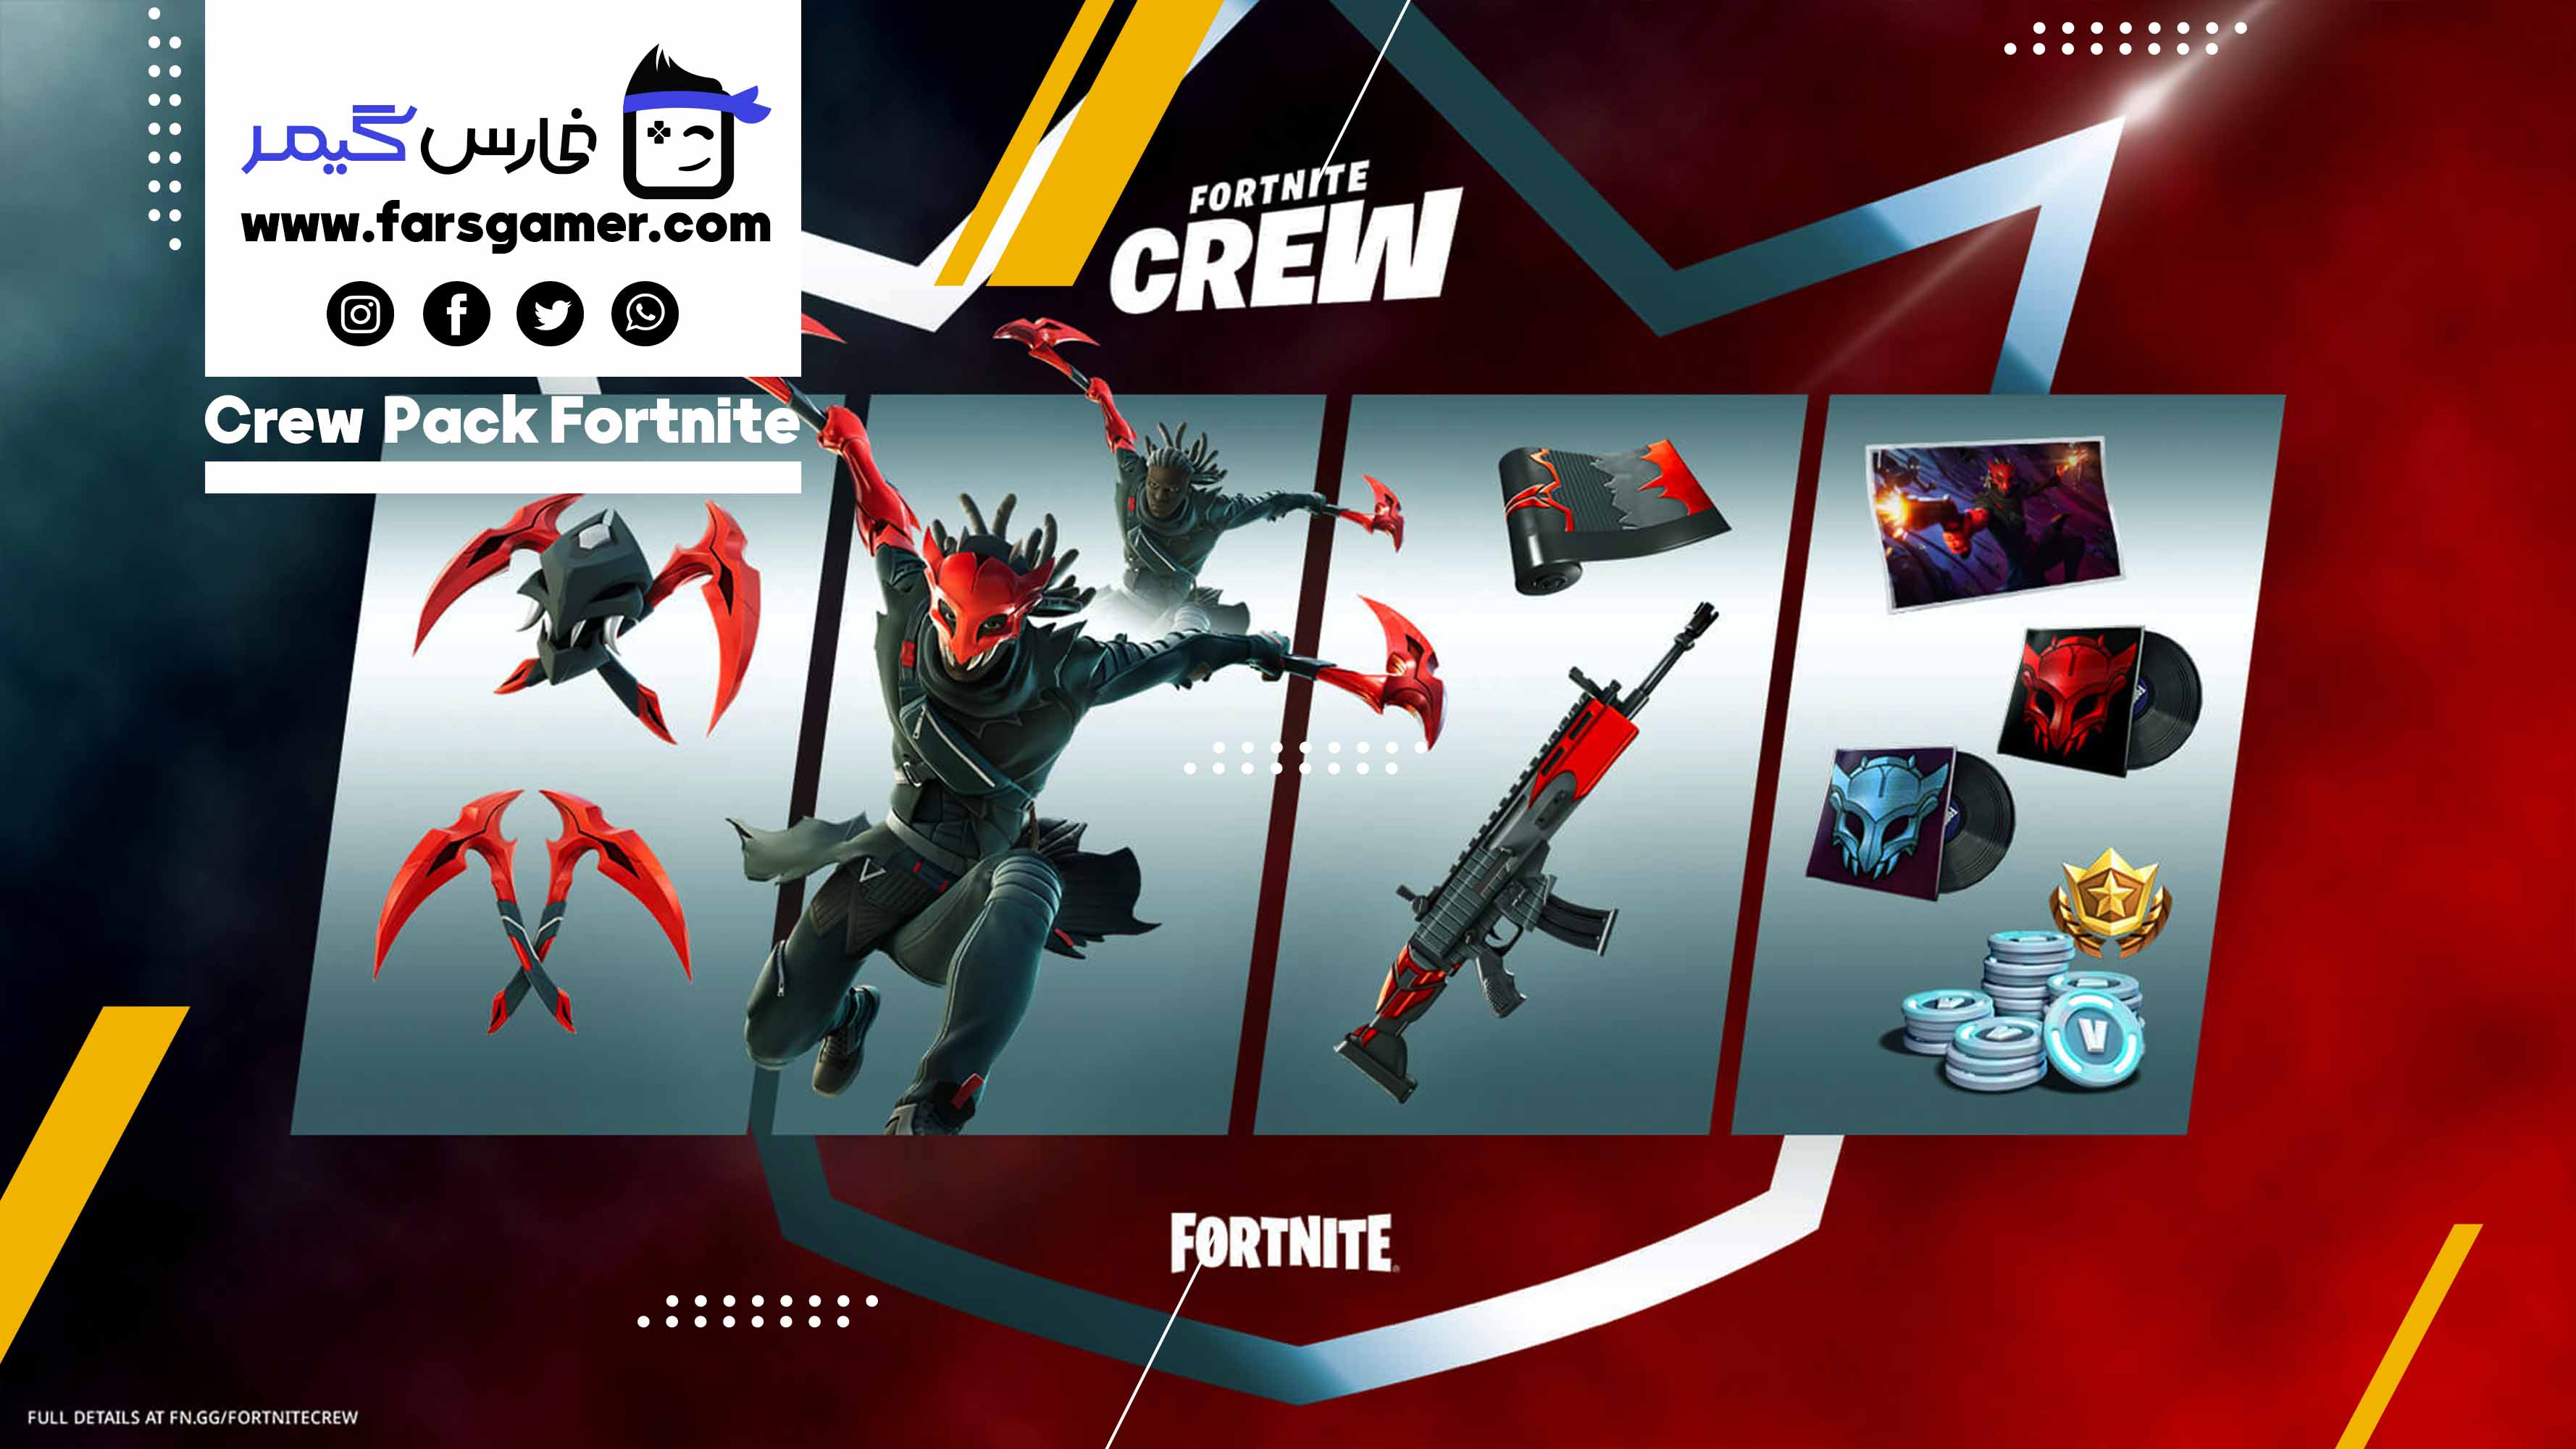 فارس گیمر
www.farsgamer.com
Crew Pack Fortnite
FORTNITE
CREW
V
FORTNITE
FULL DETAILS AT FN.GG/FORTNITECREW